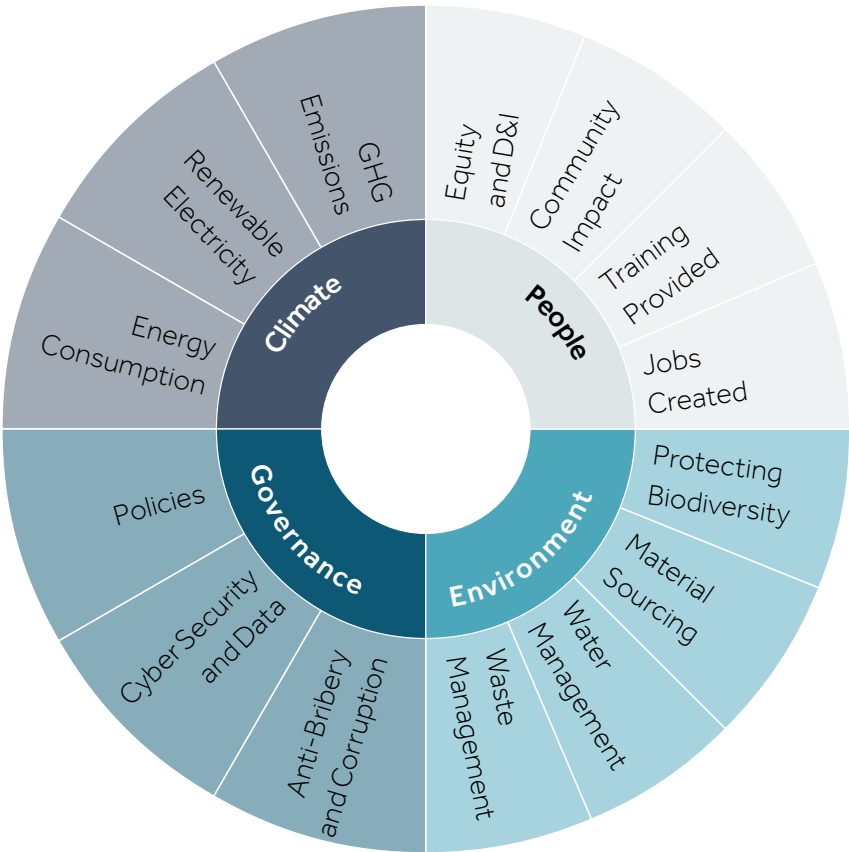 Climate
GHG
Emissions
Renewable
Electricity
Energy
Consumption
People
Equity
and D&I
Community
Impact
Training
Provided
Jobs
Created
Environment
Protecting
Biodiversity
Material
Sourcing
Water
Management
Waste
Management
Governance
Anti-Bribery
and Corruption
Cyber Security
and Data
Policies